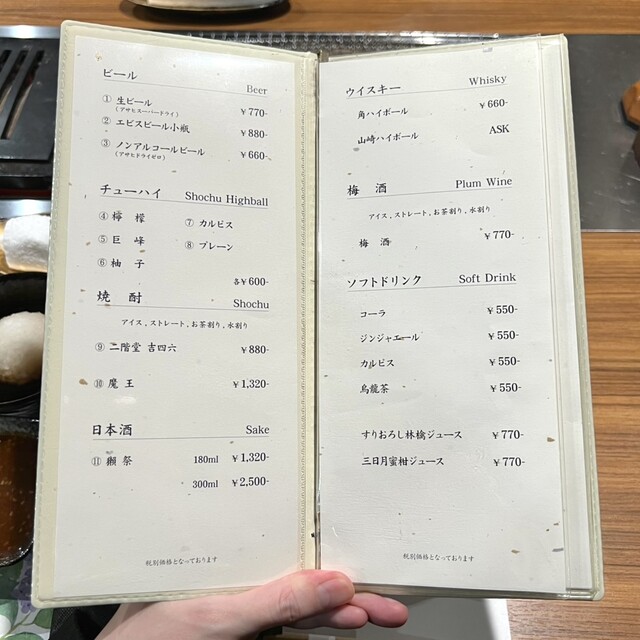 ビール Beer
① 生ビール ￥770-
(アサヒスーパードライ)
② エビスビール小瓶 ￥880-
③ ノンアルコールビール ￥660-
(アサヒドライゼロ)
チューハイ Shochu Highball
④ 檸檬 ⑦ カルピス
⑤ 巨峰 ⑧ プレーン
⑥ 柚子
各￥600-
焼酎 Shochu
アイス,ストレート,お茶割り,水割り
⑨ 二階堂 吉四六 ￥880-
⑩ 魔王 ￥1,320-
日本酒 Sake
⑪ 獺祭 180ml ￥1,320-
300ml ￥2,500-
税別価格となっております
ウイスキー Whisky
角ハイボール ￥660-
山崎ハイボール ASK
梅酒 Plum Wine
アイス,ストレート,お茶割り,水割り
梅酒 ￥770-
ソフトドリンク Soft Drink
コーラ ￥550-
ジンジャエール ￥550-
カルピス ￥550-
烏龍茶 ￥550-
すりおろし林檎ジュース ￥770-
三日月蜜柑ジュース ￥770-
税別価格となっております